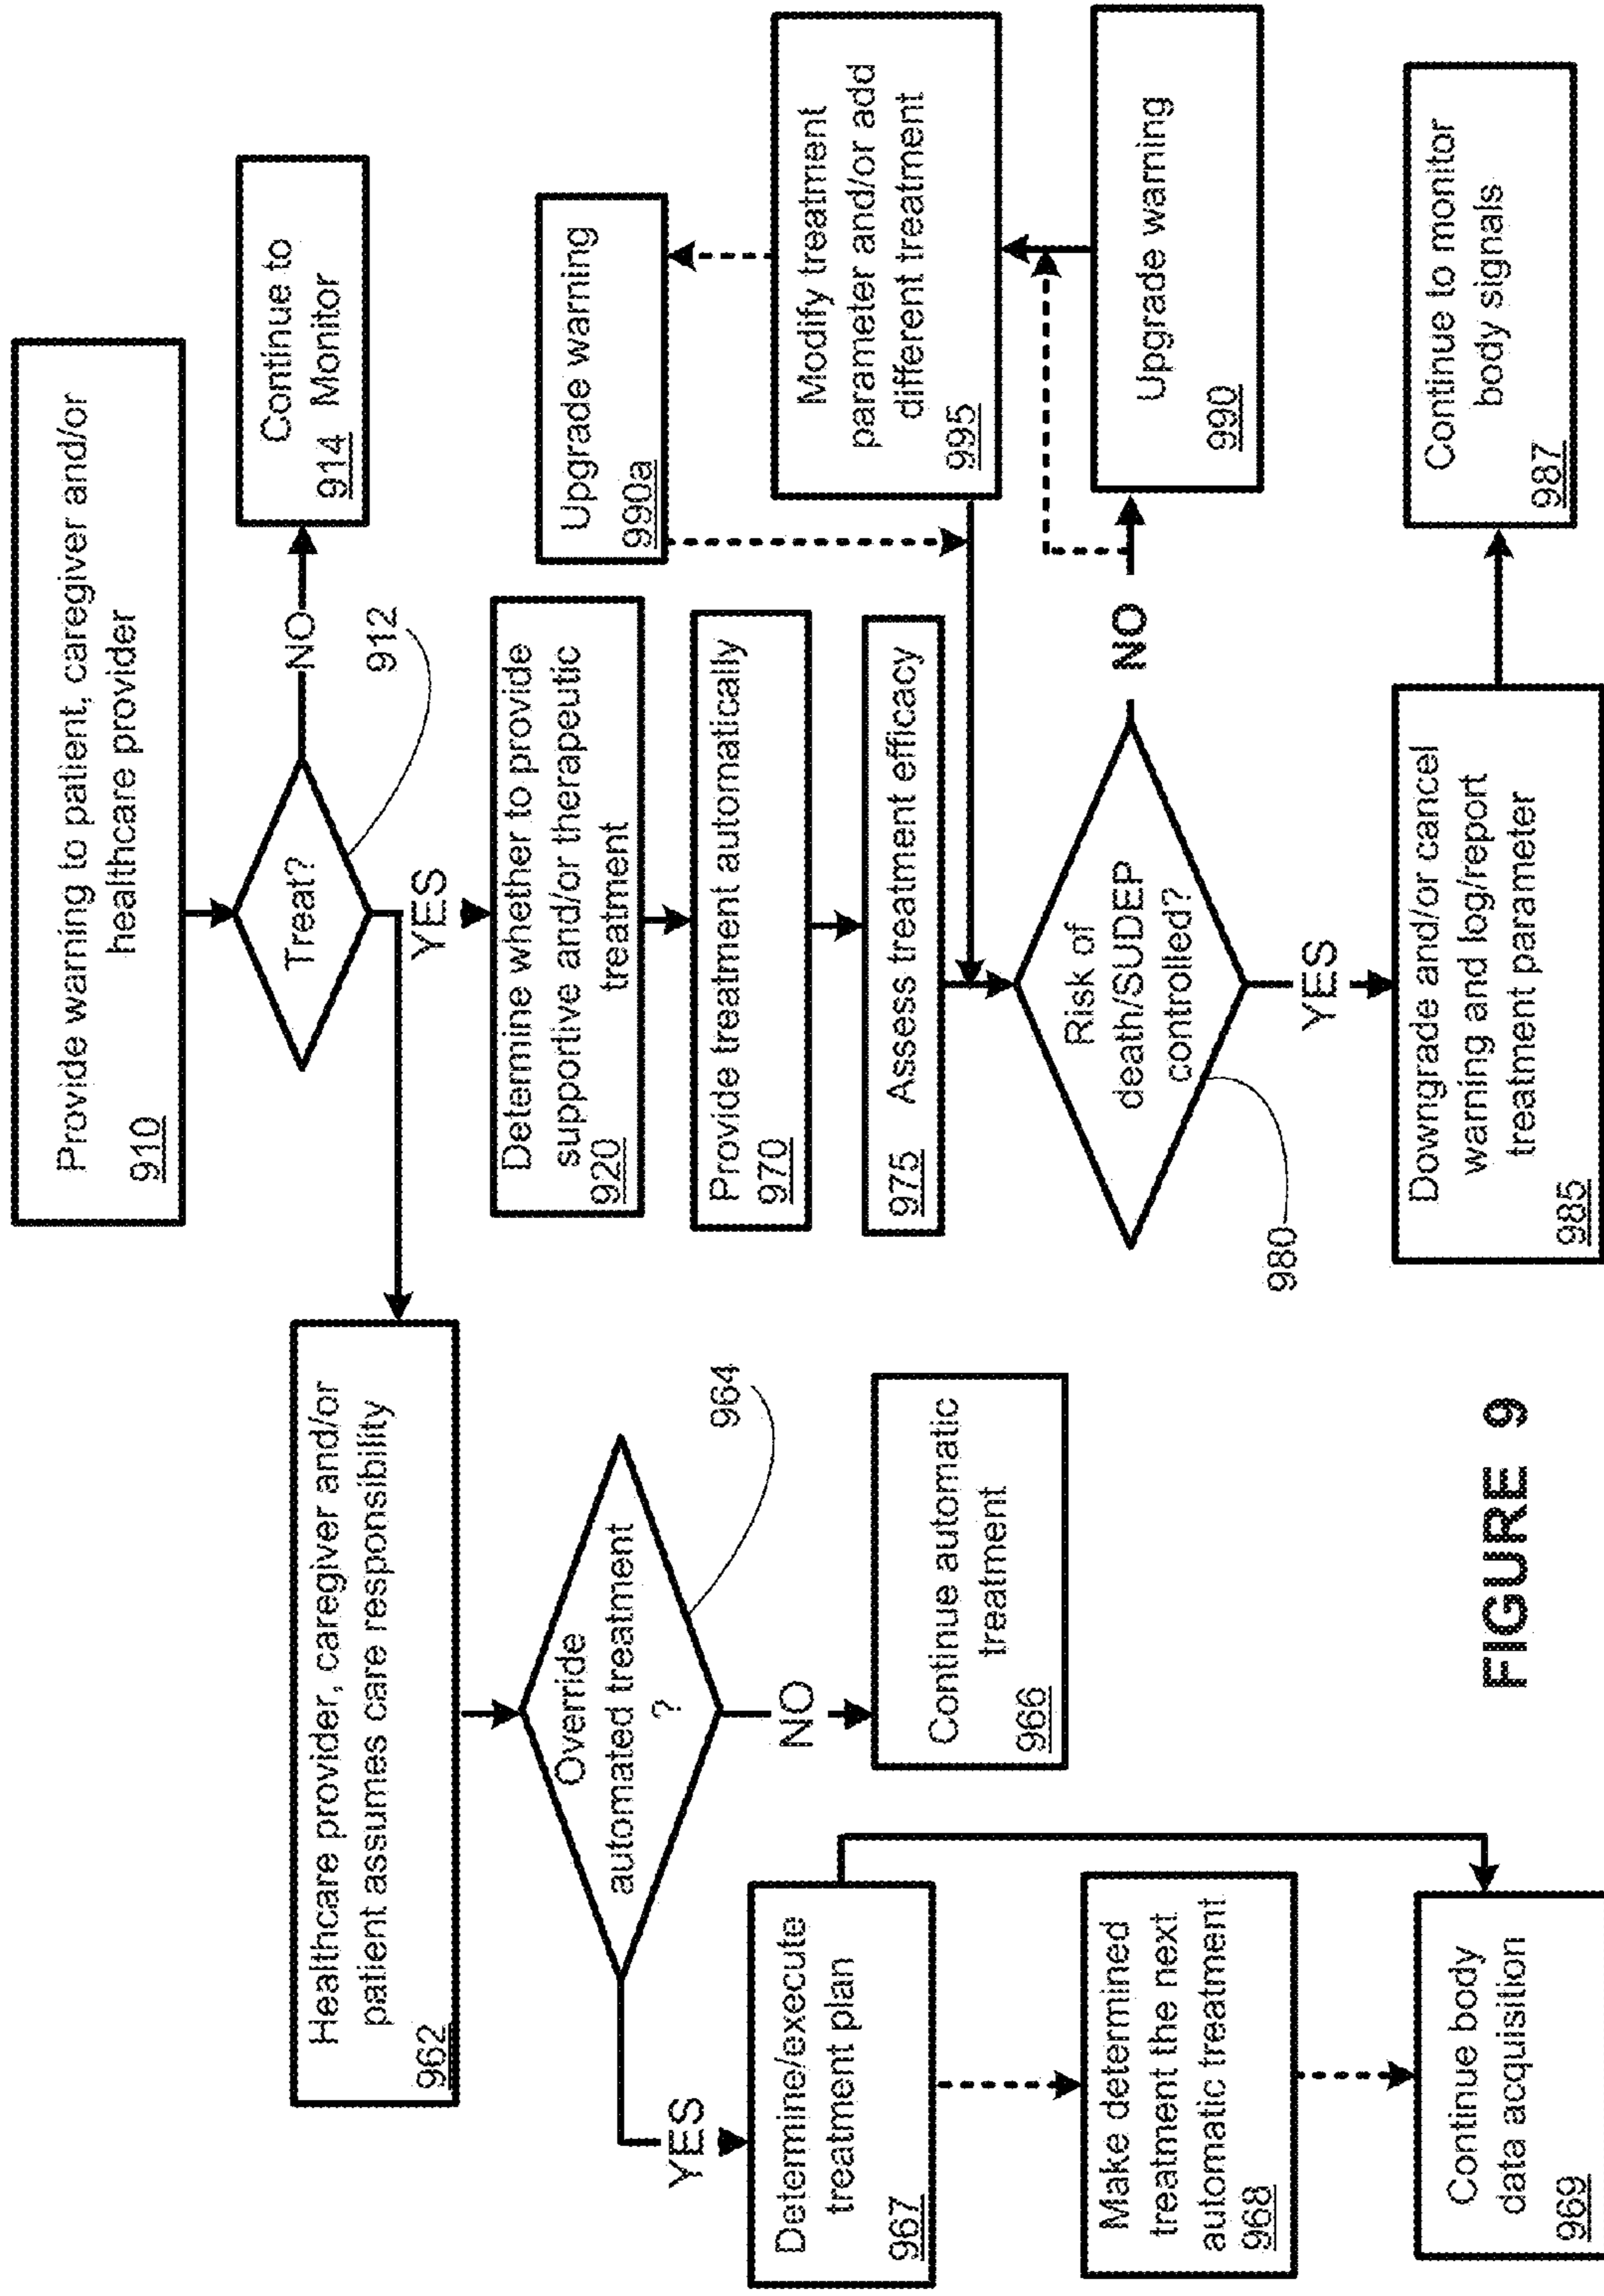 Provide warning to patient, caregiver and/or
healthcare provider
910
Treat?
912
NO
Continue to
914 Monitor
YES
Healthcare provider, caregiver and/or
patient assumes care responsibility
962
Override
automated treatment
?
964
NO
Continue automatic
treatment
966
YES
Determine/execute
treatment plan
967
Make determined
treatment the next
automatic treatment
968
Continue body
data acquisition
969
Determine whether to provide
supportive and/or therapeutic
920 treatment
Provide treatment automatically
970
975 Assess treatment efficacy
Risk of
death/SUDEP
controlled?
980
NO
Upgrade warning
990
Modify treatment
parameter and/or add
different treatment
995
Upgrade warning
990a
YES
Downgrade and/or cancel
warning and log/report
treatment parameter
985
Continue to monitor
body signals
987
FIGURE 9